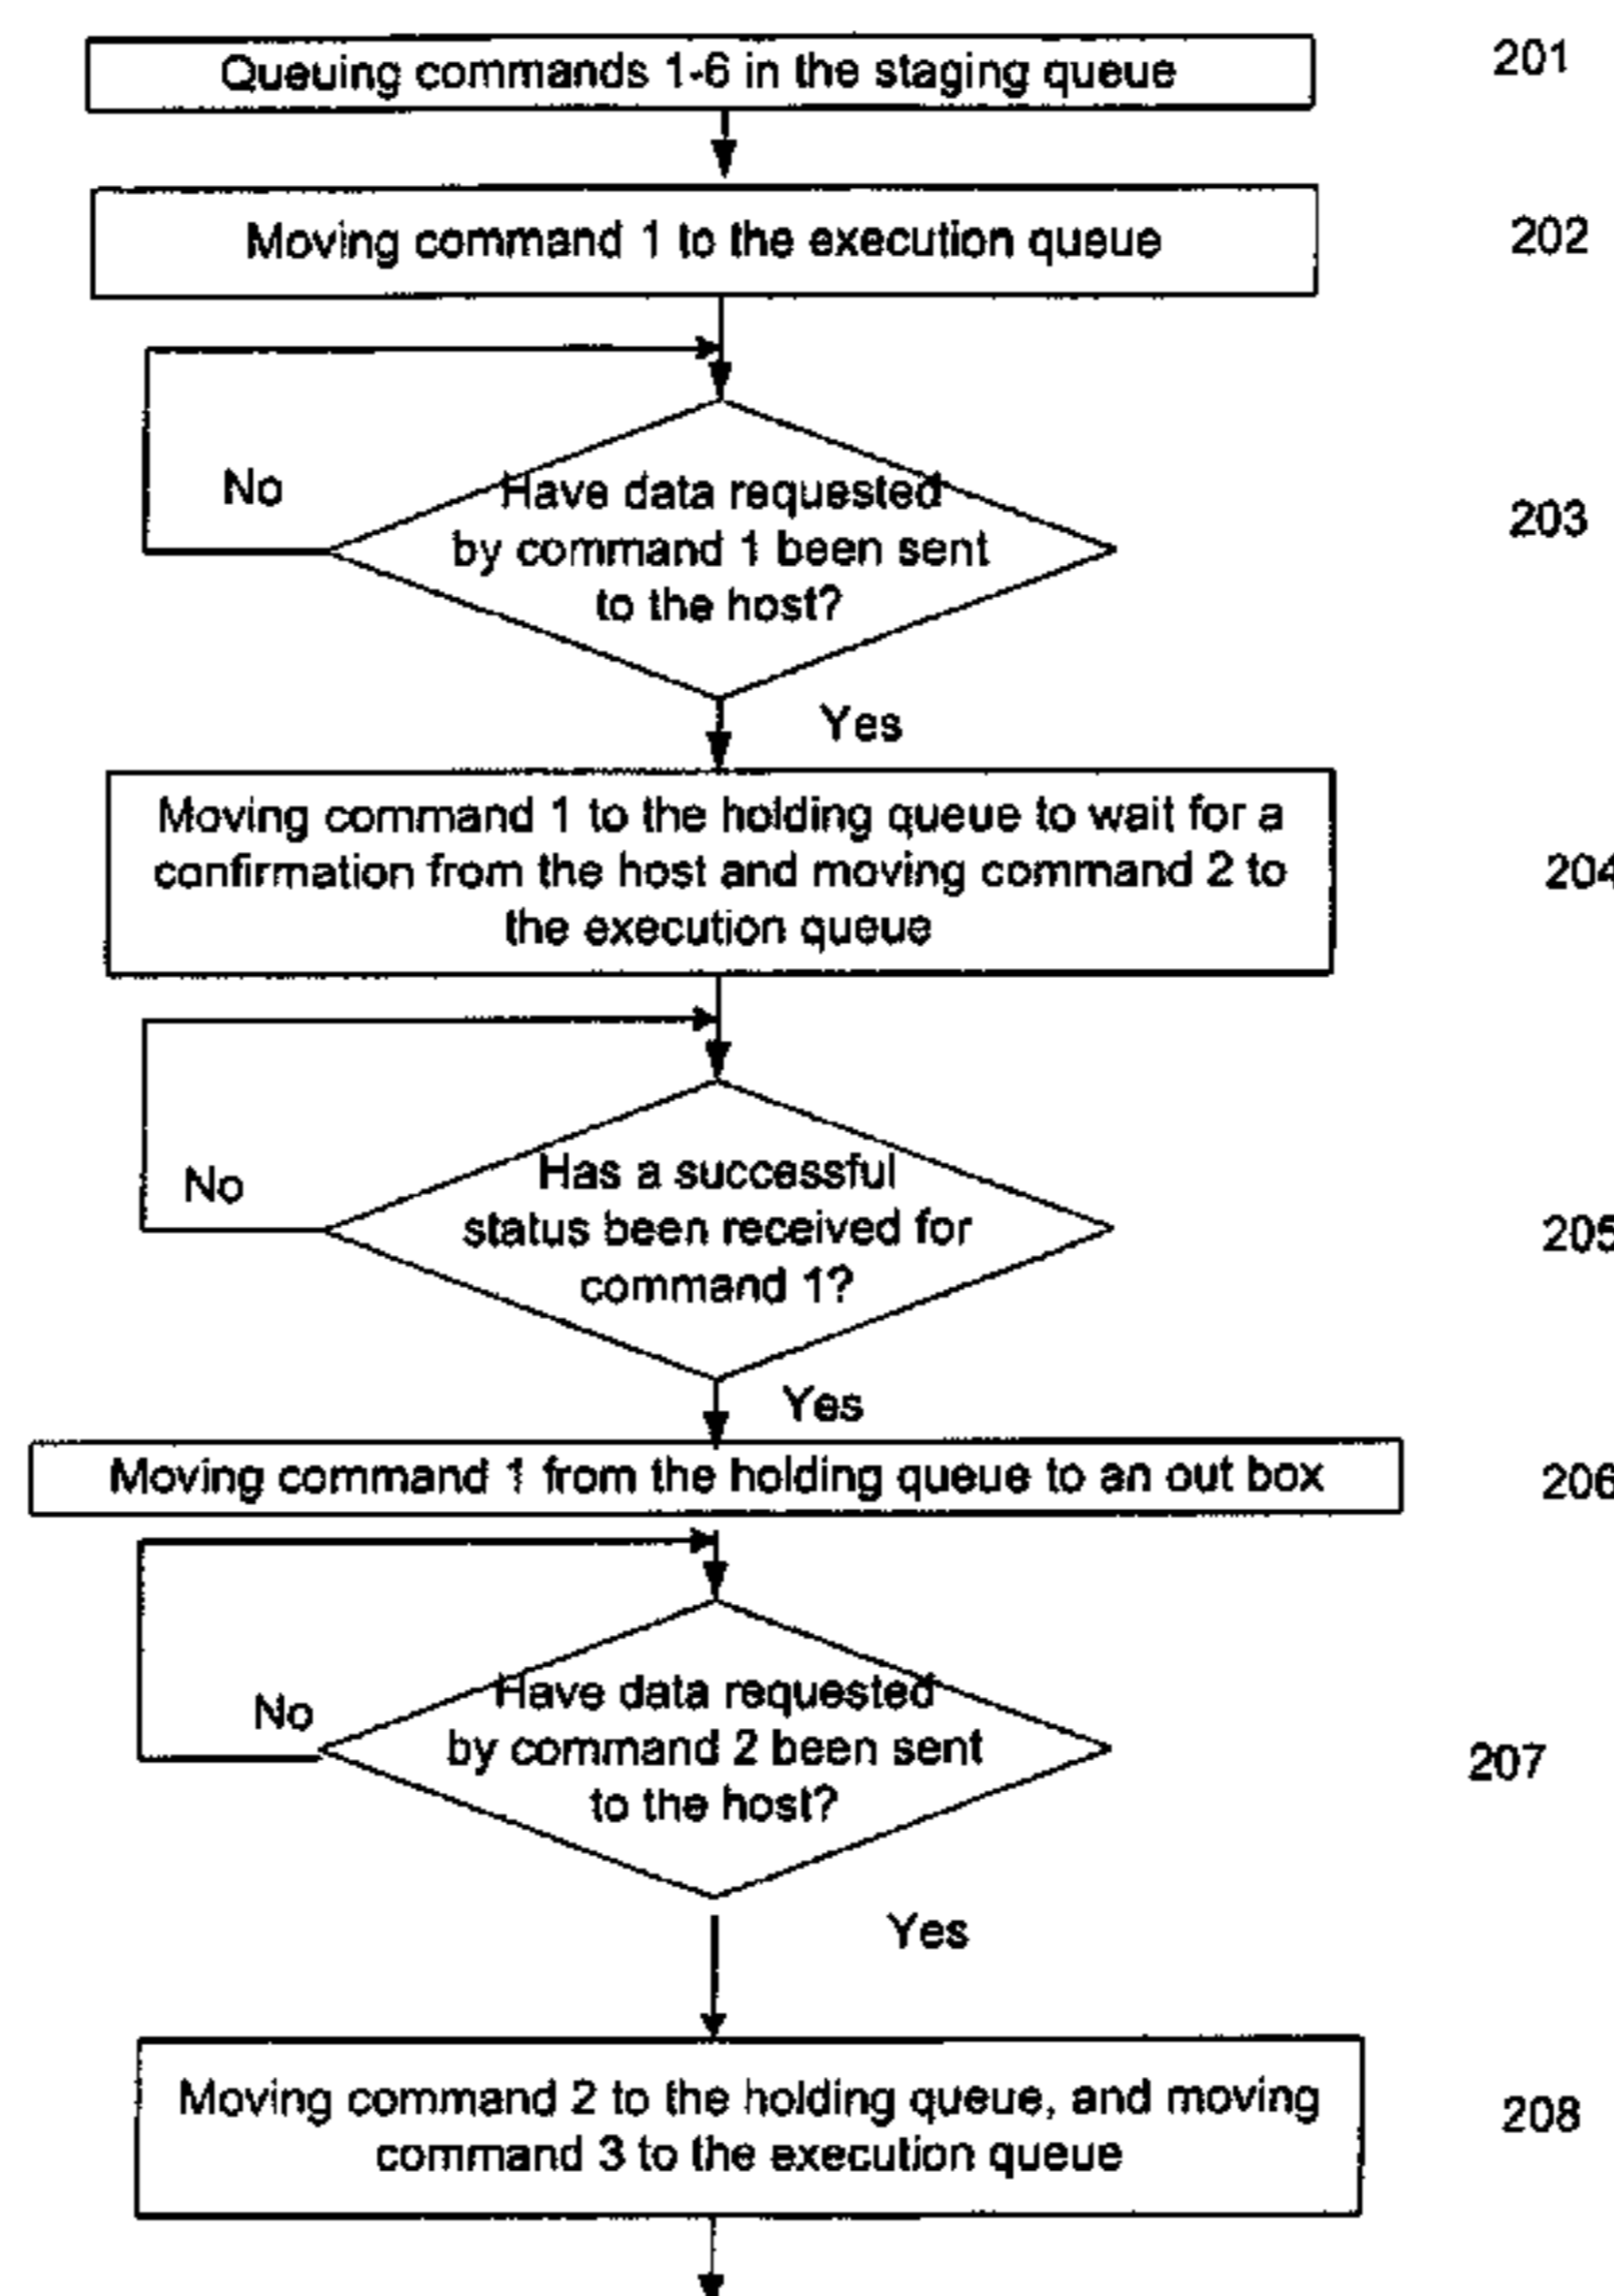 Queuing commands 1-6 in the staging queue
201
Moving command 1 to the execution queue
202
No
Have data requested
by command 1 been sent
to the host?
203
Yes
Moving command 1 to the holding queue to wait for a
confirmation from the host and moving command 2 to
the execution queue
204
No
Has a successful
status been received for
command 1?
205
Yes
Moving command 1 from the holding queue to an out box
206
No
Have data requested
by command 2 been sent
to the host?
207
Yes
Moving command 2 to the holding queue, and moving
command 3 to the execution queue
208